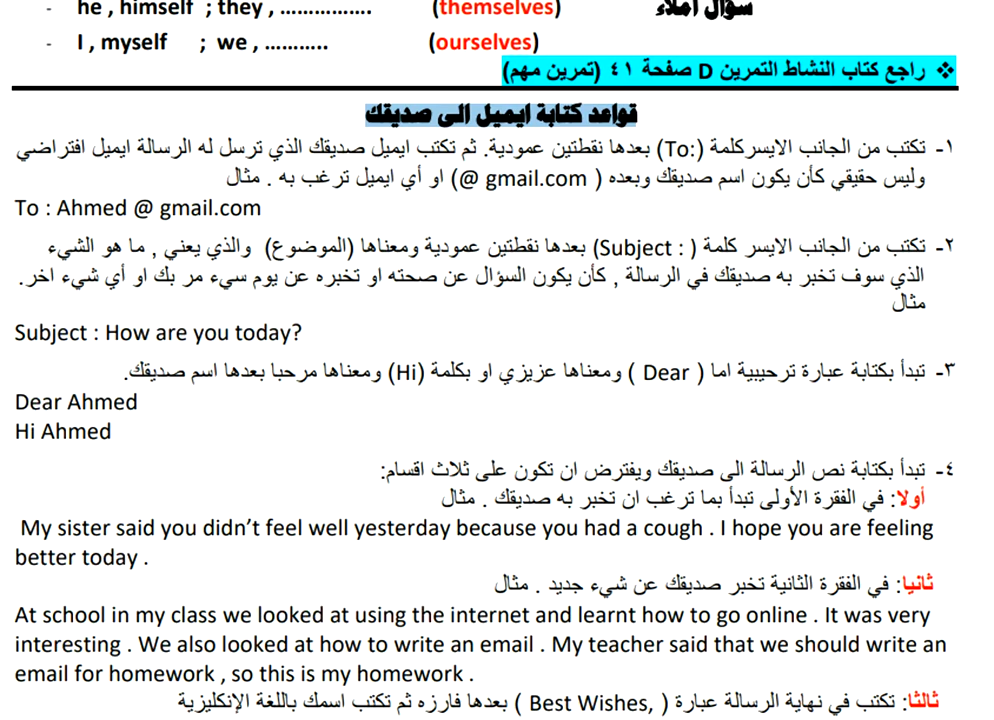 - he , himself ; they , ................ (themselves) سؤال املاء
- I , myself ; we , ........... (ourselves)
❖ راجع كتاب النشاط التمرين D صفحة ٤١ (تمرين مهم)
قواعد كتابة ايميل الى صديقك
١- تكتب من الجانب الايسركلمة (To:) بعدها نقطتين عمودية. ثم تكتب ايميل صديقك الذي ترسل له الرسالة ايميل افتراضي
وليس حقيقي كأن يكون اسم صديقك وبعده ( gmail.com @) او أي ايميل ترغب به . مثال
To : Ahmed @ gmail.com
٢- تكتب من الجانب الايسر كلمة ( : Subject) بعدها نقطتين عمودية ومعناها (الموضوع) والذي يعني , ما هو الشيء
الذي سوف تخبر به صديقك في الرسالة , كأن يكون السؤال عن صحته او تخبره عن يوم سيء مر بك او أي شيء اخر.
مثال
Subject : How are you today?
٣- تبدأ بكتابة عبارة ترحيبية اما ( Dear ) ومعناها عزيزي او بكلمة (Hi) ومعناها مرحبا بعدها اسم صديقك.
Dear Ahmed
Hi Ahmed
٤- تبدأ بكتابة نص الرسالة الى صديقك ويفترض ان تكون على ثلاث اقسام:
أولا: في الفقرة الأولى تبدأ بما ترغب ان تخبر به صديقك . مثال
My sister said you didn’t feel well yesterday because you had a cough . I hope you are feeling
better today .
ثانيا: في الفقرة الثانية تخبر صديقك عن شيء جديد . مثال
At school in my class we looked at using the internet and learnt how to go online . It was very
interesting . We also looked at how to write an email . My teacher said that we should write an
email for homework , so this is my homework .
ثالثا: تكتب في نهاية الرسالة عبارة ( Best Wishes, ) بعدها فارزه ثم تكتب اسمك باللغة الإنكليزية